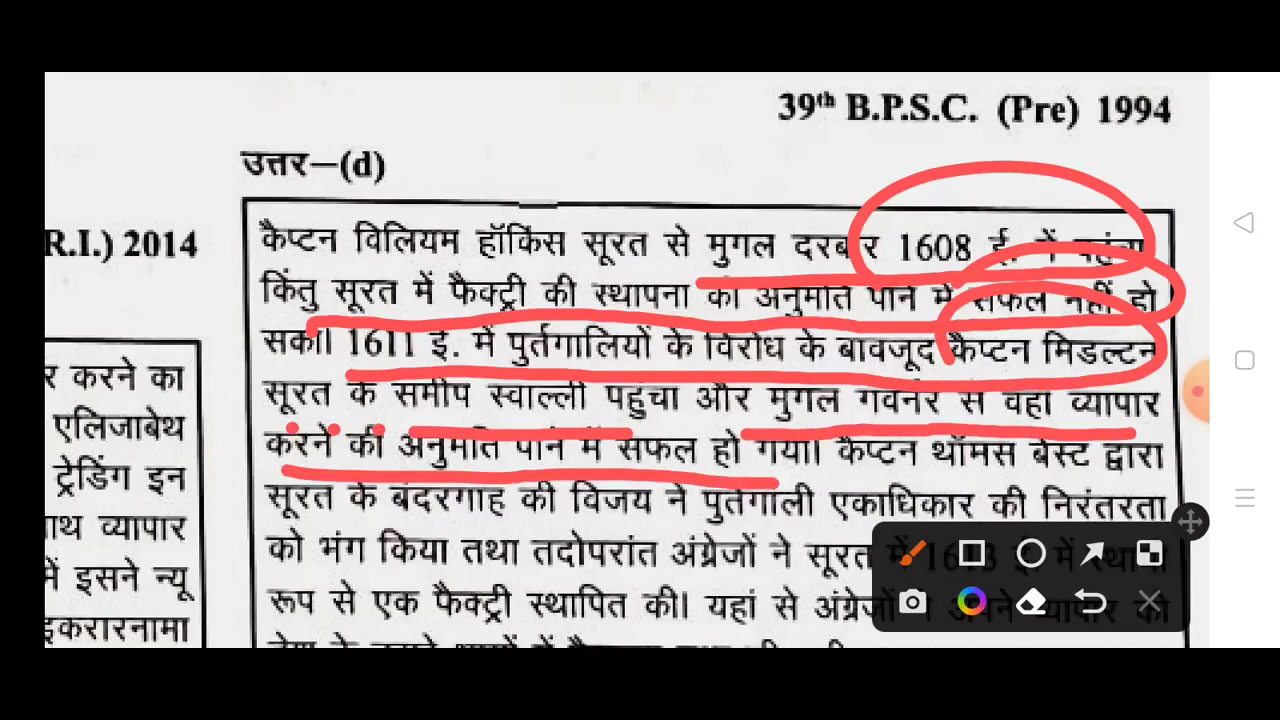 39th B.P.S.C. (Pre) 1994
उत्तर–(d)
R.I.) 2014
कैप्टन विलियम हॉकिंस सूरत से मुगल दरबार 1608 ई. में पहुंचा
किंतु सूरत में फैक्ट्री की स्थापना की अनुमति पाने में सफल नहीं हो
सका। 1611 ई. में पुर्तगालियों के विरोध के बावजूद कैप्टन मिडल्टन
सूरत के समीप स्वाल्ली पहुंचा और मुगल गवर्नर से वहां व्यापार
करने की अनुमति पाने में सफल हो गया। कैप्टन थॉमस बेस्ट द्वारा
सूरत के बंदरगाह की विजय ने पुर्तगाली एकाधिकार की निरंतरता
को भंग किया तथा तदोपरांत अंग्रेजों ने सूरत में 1613 ई. में
रूप से एक फैक्ट्री स्थापित की। यहां से अंग्रेजों ने अपने व्यापार को
र करने का
एलिजाबेथ
ट्रेडिंग इन
व्यापार
में इसने न्यू
इकरारनामा